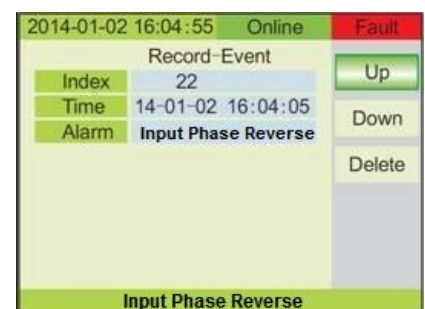 2014-01-02 16:04:55 Online Fault
Record-Event
Up
Index 22
Time 14-01-02 16:04:05
Down
Alarm Input Phase Reverse
Delete
Input Phase Reverse